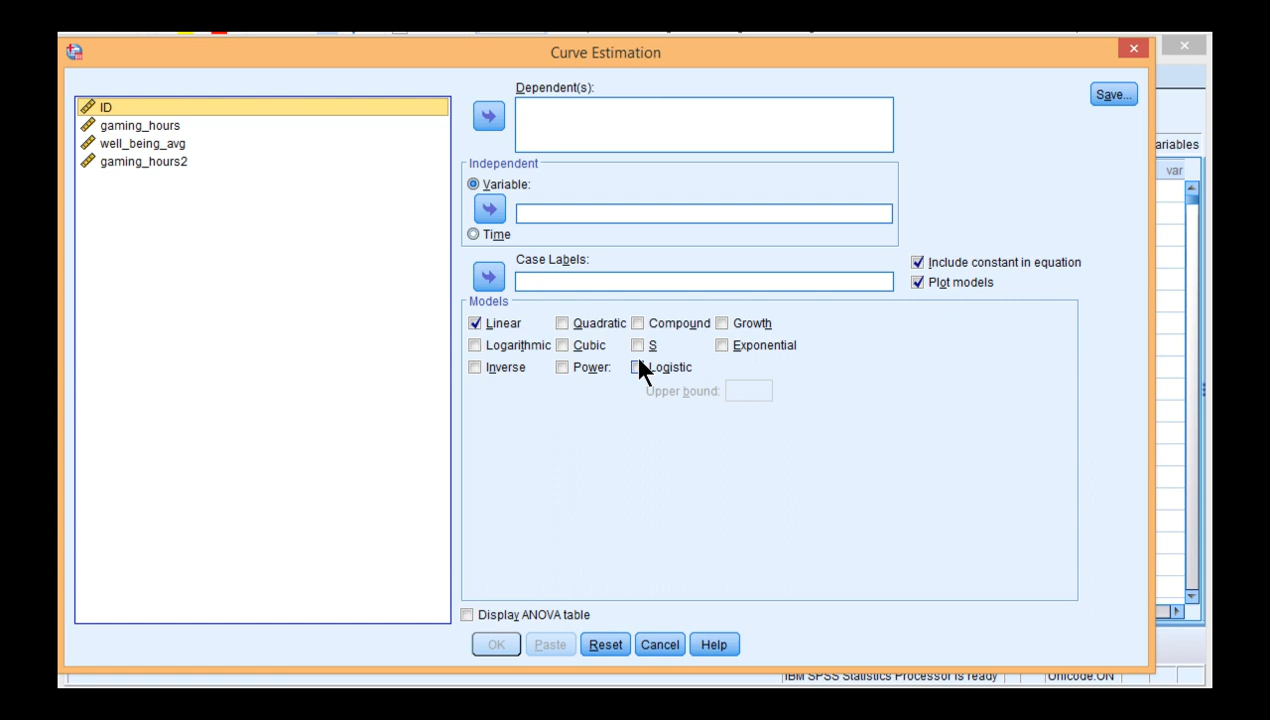 Curve Estimation
ID
gaming_hours
well_being_avg
gaming_hours2
Dependent(s):
Save...
Independent
Variable:
Time
Case Labels:
Include constant in equation
Plot models
Models
Linear Quadratic Compound Growth
Logarithmic Cubic S Exponential
Inverse Power: Logistic
Upper bound:
Display ANOVA table
OK Paste Reset Cancel Help
ariables
var
IBM SPSS Statistics Processor is ready Unicode:ON